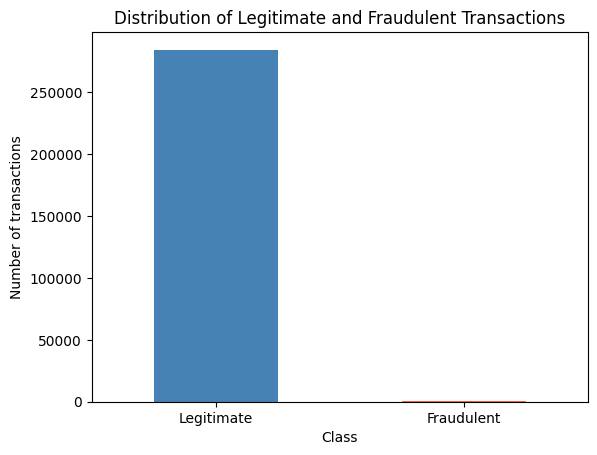 Distribution of Legitimate and Fraudulent Transactions
Number of transactions
250000
200000
150000
100000
50000
0
Legitimate
Fraudulent
Class